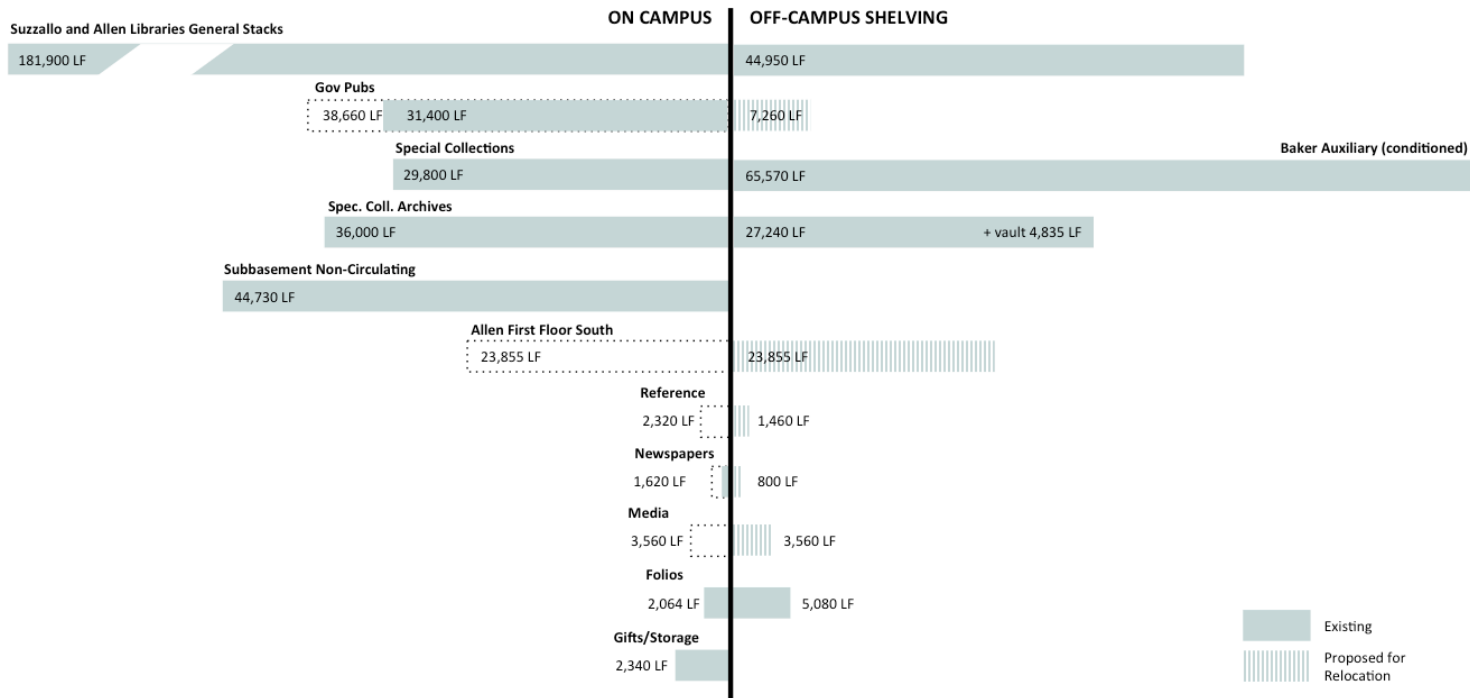 ON CAMPUS OFF-CAMPUS SHELVING
Suzzallo and Allen Libraries General Stacks
181,900 LF 44,950 LF
Gov Pubs
38,660 LF 31,400 LF 7,260 LF
Special Collections Baker Auxiliary (conditioned)
29,800 LF 65,570 LF
Spec. Coll. Archives
36,000 LF 27,240 LF + vault 4,835 LF
Subbasement Non-Circulating
44,730 LF
Allen First Floor South
23,855 LF 23,855 LF
Reference
2,320 LF 1,460 LF
Newspapers
1,620 LF 800 LF
Media
3,560 LF 3,560 LF
Folios
2,064 LF 5,080 LF
Existing
Gifts/Storage
2,340 LF
Proposed for
Relocation